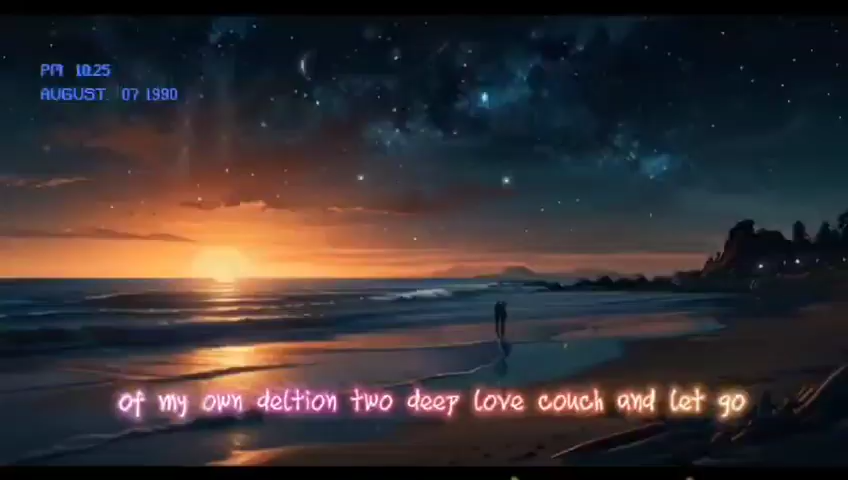 PM 10:25
AUGUST. 07 1990
of my own deltion two deep love couch and let go